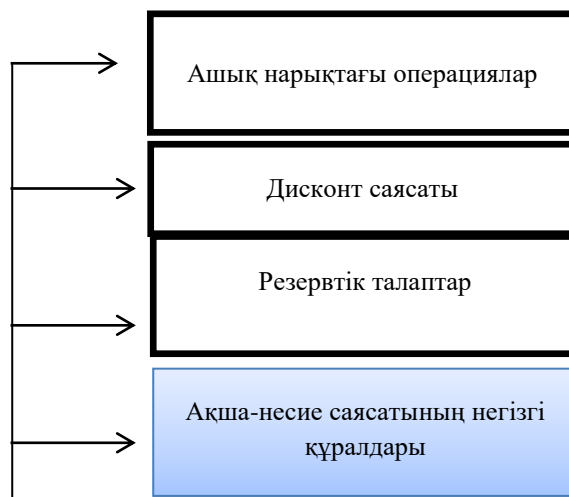 Ашық нарықтағы операциялар
Дисконт саясаты
Резервтік талаптар
Ақша-несие саясатының негізгі
құралдары